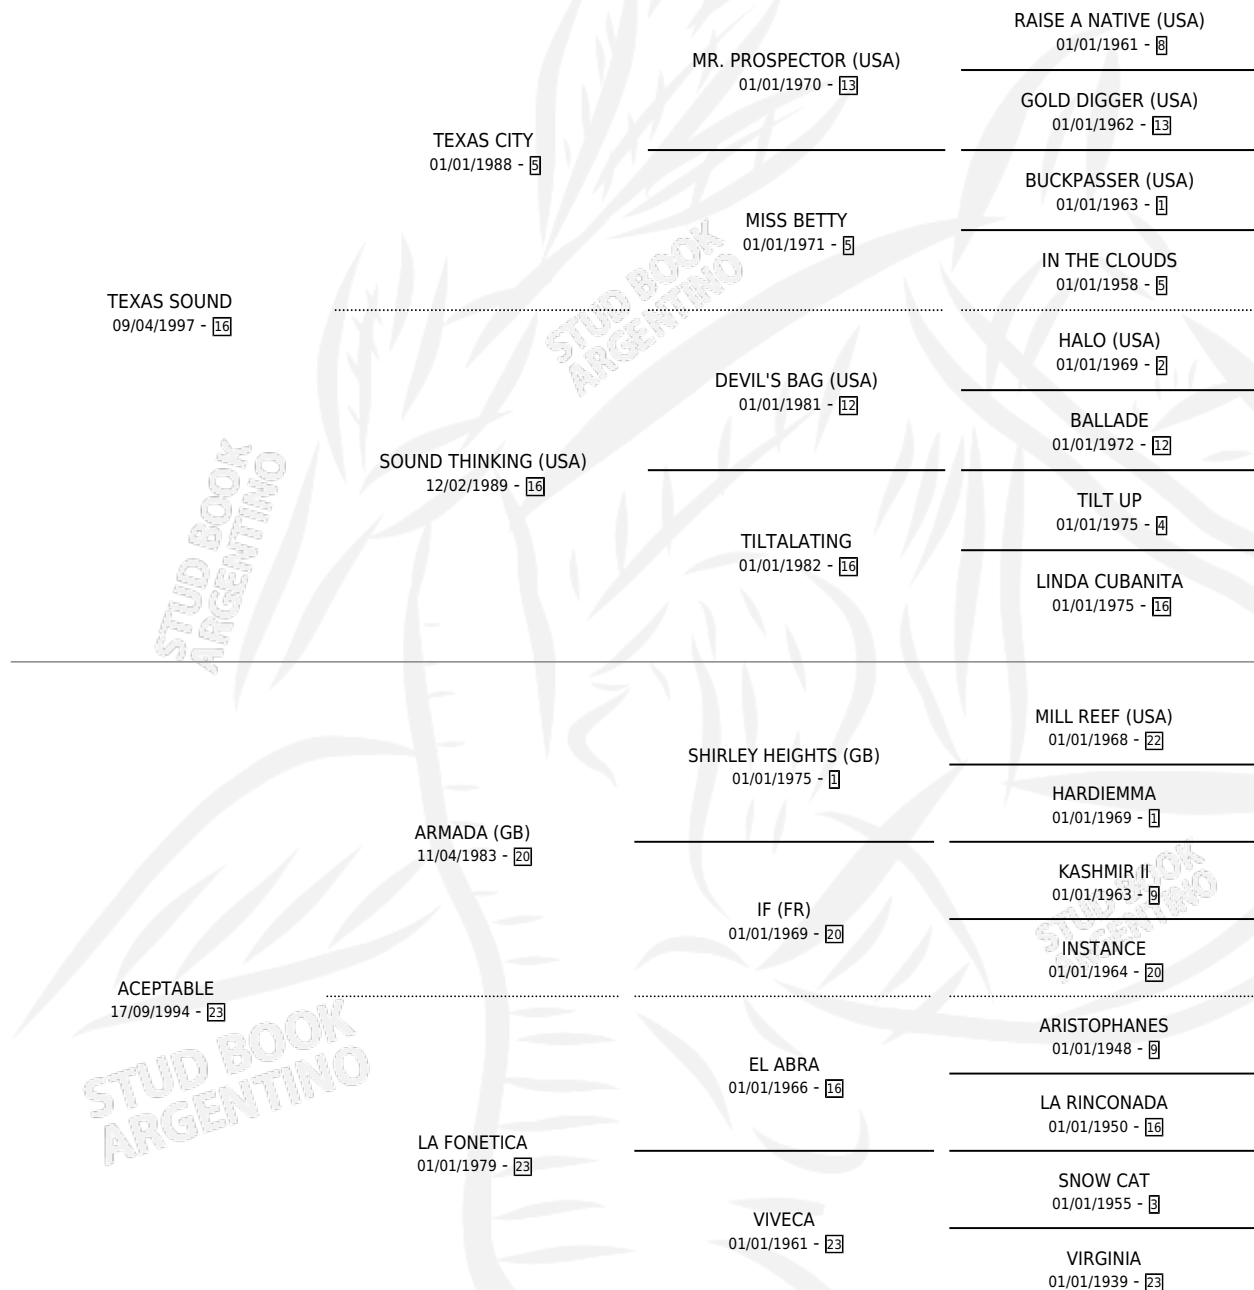 RAISE A NATIVE (USA)
01/01/1961 - 8
MR. PROSPECTOR (USA)
01/01/1970 - 13
GOLD DIGGER (USA)
01/01/1962 - 13
TEXAS CITY
01/01/1988 - 5
BUCKPASSER (USA)
01/01/1963 - 1
MISS BETTY
01/01/1971 - 5
IN THE CLOUDS
01/01/1958 - 5
TEXAS SOUND
09/04/1997 - 16
STUD BOOK
ARGENTINO
HALO (USA)
01/01/1969 - 2
DEVIL'S BAG (USA)
01/01/1981 - 12
BALLADE
01/01/1972 - 12
SOUND THINKING (USA)
12/02/1989 - 16
TILT UP
01/01/1975 - 4
TILTALATING
01/01/1982 - 16
LINDA CUBANITA
01/01/1975 - 16
STUD BOOK
ARGENTINO
MILL REEF (USA)
01/01/1968 - 22
SHIRLEY HEIGHTS (GB)
01/01/1975 - 1
HARDIEMMA
01/01/1969 - 1
ARMADA (GB)
11/04/1983 - 20
KASHMIR II
01/01/1963 - 9
IF (FR)
01/01/1969 - 20
INSTANCE
01/01/1964 - 20
STUD BOOK
ARGENTINO
ACEPTABLE
17/09/1994 - 23
ARISTOPHANES
01/01/1948 - 9
EL ABRA
01/01/1966 - 16
LA RINCONADA
01/01/1950 - 16
STUD BOOK
ARGENTINO
LA FONETICA
01/01/1979 - 23
SNOW CAT
01/01/1955 - 3
VIVECA
01/01/1961 - 23
VIRGINIA
01/01/1939 - 23